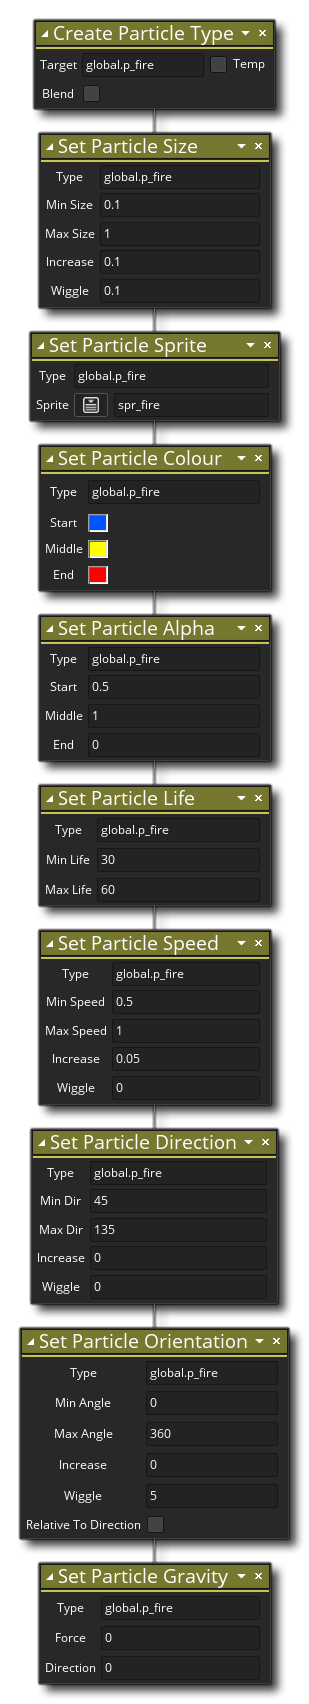 Create Particle Type
Target global.p_fire Temp
Blend
Set Particle Size
Type global.p_fire
Min Size 0.1
Max Size 1
Increase 0.1
Wiggle 0.1
Set Particle Sprite
Type global.p_fire
Sprite spr_fire
Set Particle Colour
Type global.p_fire
Start
Middle
End
Set Particle Alpha
Type global.p_fire
Start 0.5
Middle 1
End 0
Set Particle Life
Type global.p_fire
Min Life 30
Max Life 60
Set Particle Speed
Type global.p_fire
Min Speed 0.5
Max Speed 1
Increase 0.05
Wiggle 0
Set Particle Direction
Type global.p_fire
Min Dir 45
Max Dir 135
Increase 0
Wiggle 0
Set Particle Orientation
Type global.p_fire
Min Angle 0
Max Angle 360
Increase 0
Wiggle 5
Relative To Direction
Set Particle Gravity
Type global.p_fire
Force 0
Direction 0